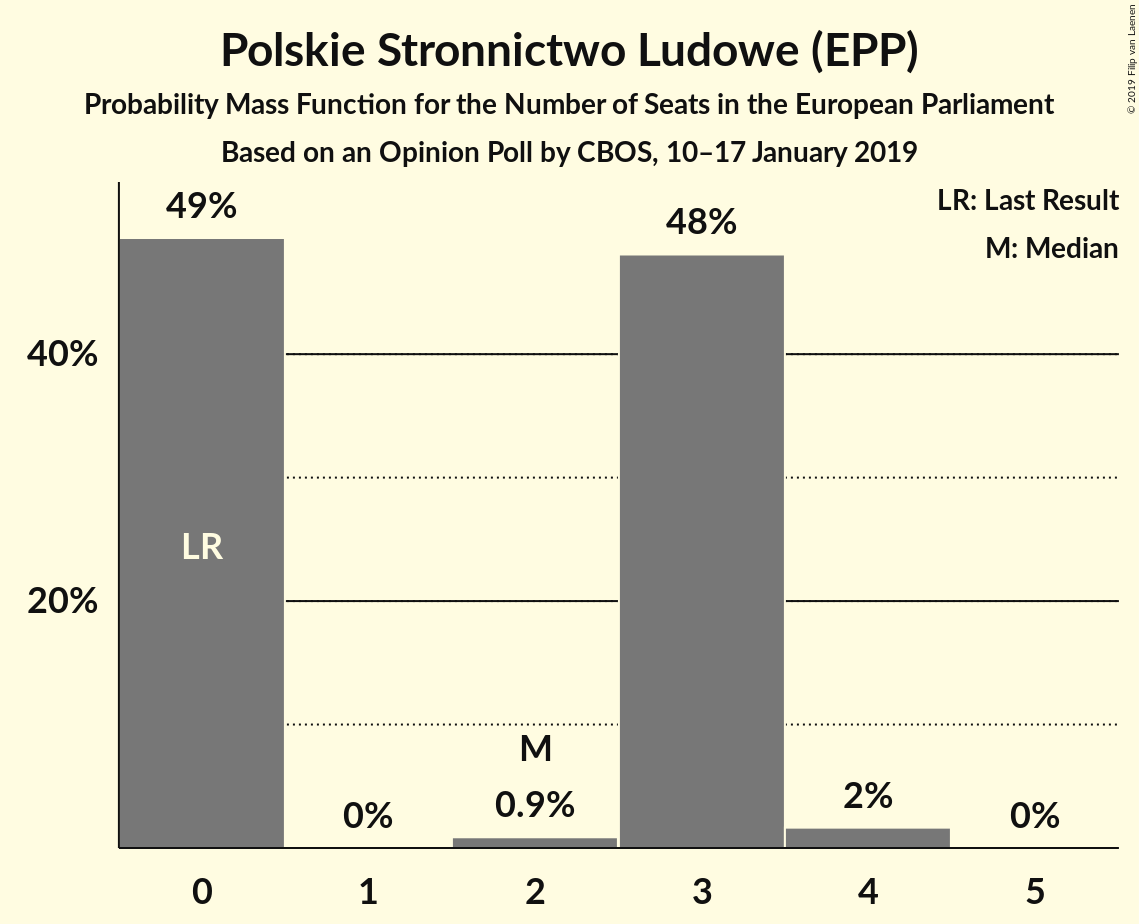 Polskie Stronnictwo Ludowe (EPP)
Probability Mass Function for the Number of Seats in the European Parliament
Based on an Opinion Poll by CBOS, 10–17 January 2019
© 2019 Filip van Laenen
LR: Last Result
M: Median
49%
48%
40%
LR
20%
M
0%
0.9%
2%
0%
0
1
2
3
4
5